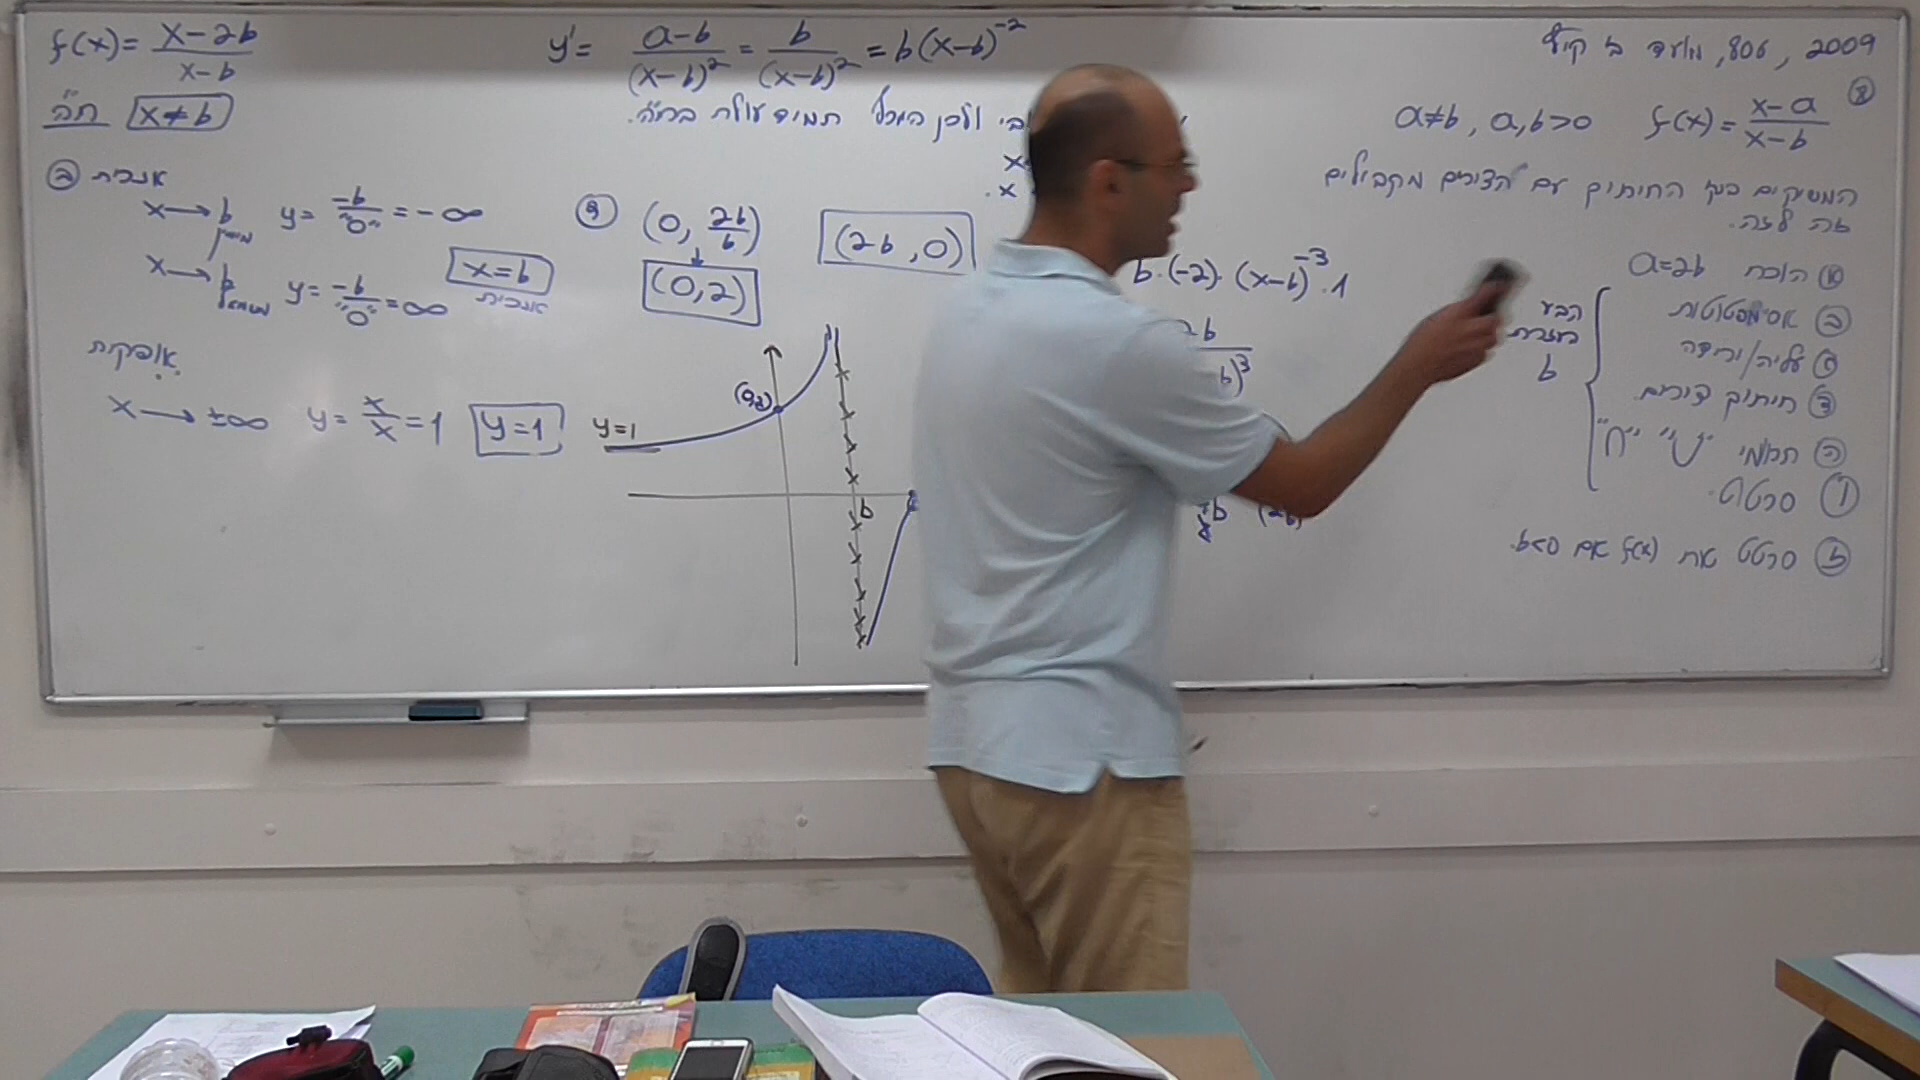 2009, 806, מועד ב' קיץ
⑧ f(x)= (x-a)/(x-b) a,b>0 , a≠b
המשיקים בנק' החיתוך עם הצירים מקבילים
זה לזה.
א הוכח a=2b
ב אסימפטוטות
ג עליה/ירידה
ד חיתוך צירים.
ה תחומי "∪" "∩"
ו סרטט.
הבע
בעזרת
b
ז סרטט את f(x) אם b<0.
y'= (a-b)/(x-b)² = b/(x-b)² = b(x-b)⁻²
תמיד עולה בת"ה.
b·(-2)·(x-b)⁻³·1
f(x)= (x-2b)/(x-b)
ת"ה x≠b
ב אנכית
x→b y= -b/"0" = -∞
x→b y= -b/"0" = ∞
x=b
אנכית
אופקית
x→±∞ y= x/x =1 y=1
(0, 2b/b) (2b,0)
(0,2)
(0,2)
y=1
b